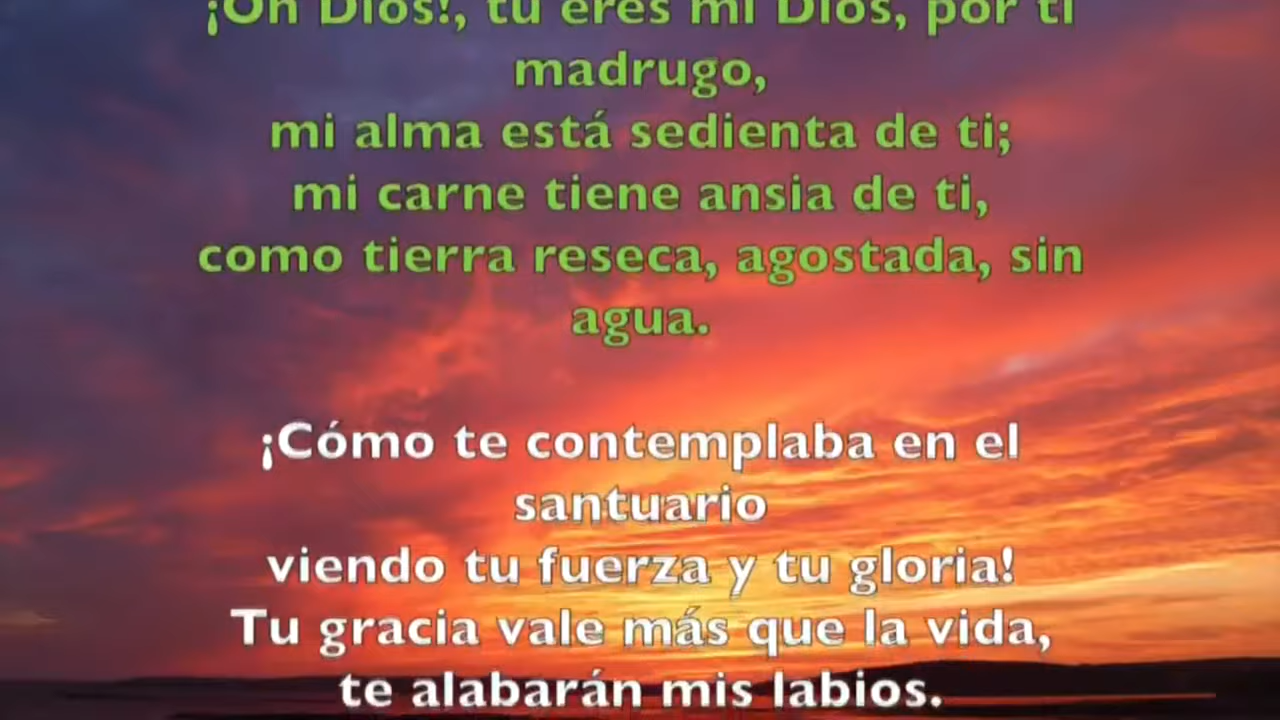 ¡Oh Dios!, tú eres mi Dios, por ti
madrugo,
mi alma está sedienta de ti;
mi carne tiene ansia de ti,
como tierra reseca, agostada, sin
agua.
¡Cómo te contemplaba en el
santuario
viendo tu fuerza y tu gloria!
Tu gracia vale más que la vida,
te alabarán mis labios.